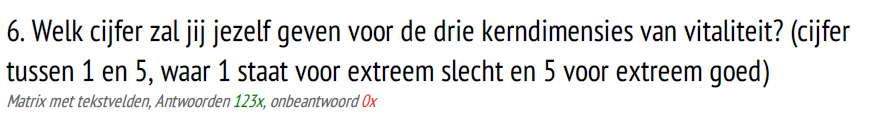 6. Welk cijfer zal jij jezelf geven voor de drie kerndimensies van vitaliteit? (cijfer
tussen 1 en 5, waar 1 staat voor extreem slecht en 5 voor extreem goed)
Matrix met tekstvelden, Antwoorden 123x, onbeantwoord 0x